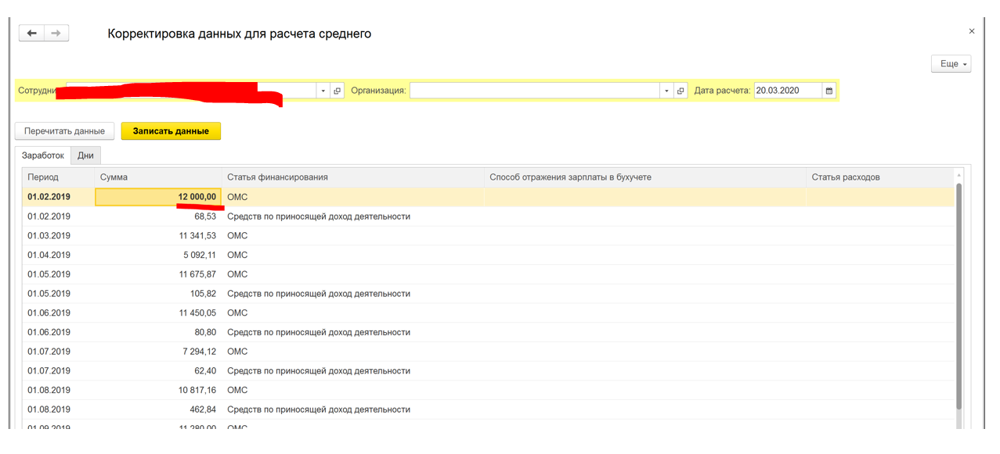 Корректировка данных для расчета среднего
Еще
Сотрудни Организация: Дата расчета: 20.03.2020
Перечитать данные Записать данные
Заработок Дни
Период Сумма Статья финансирования Способ отражения зарплаты в бухучете Статья расходов
01.02.2019 12 000,00 ОМС
01.02.2019 68,53 Средств по приносящей доход деятельности
01.03.2019 11 341,53 ОМС
01.04.2019 5 092,11 ОМС
01.05.2019 11 675,87 ОМС
01.05.2019 105,82 Средств по приносящей доход деятельности
01.06.2019 11 450,05 ОМС
01.06.2019 80,80 Средств по приносящей доход деятельности
01.07.2019 7 294,12 ОМС
01.07.2019 62,40 Средств по приносящей доход деятельности
01.08.2019 10 817,16 ОМС
01.08.2019 462,84 Средств по приносящей доход деятельности
01.09.2019 11 280,00 ОМС